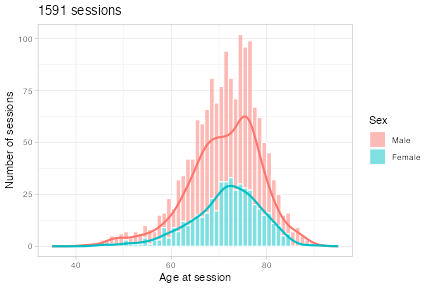 1591 sessions
100
75
50
25
0
Number of sessions
40
60
80
Age at session
Sex
Male
Female